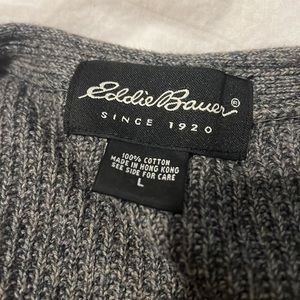 Eddie Bauer ®
SINCE 1920
100% COTTON
MADE IN HONG KONG
SEE SIDE FOR CARE
L